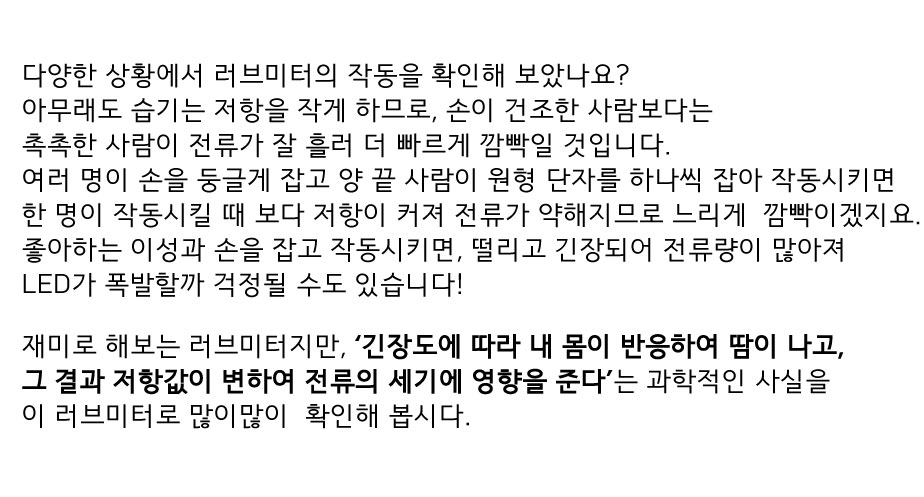 다양한 상황에서 러브미터의 작동을 확인해 보았나요?
아무래도 습기는 저항을 작게 하므로, 손이 건조한 사람보다는
촉촉한 사람이 전류가 잘 흘러 더 빠르게 깜빡일 것입니다.
여러 명이 손을 둥글게 잡고 양 끝 사람이 원형 단자를 하나씩 잡아 작동시키면
한 명이 작동시킬 때 보다 저항이 커져 전류가 약해지므로 느리게 깜빡이겠지요.
좋아하는 이성과 손을 잡고 작동시키면, 떨리고 긴장되어 전류량이 많아져
LED가 폭발할까 걱정될 수도 있습니다!
재미로 해보는 러브미터지만, ‘긴장도에 따라 내 몸이 반응하여 땀이 나고,
그 결과 저항값이 변하여 전류의 세기에 영향을 준다’는 과학적인 사실을
이 러브미터로 많이많이 확인해 봅시다.